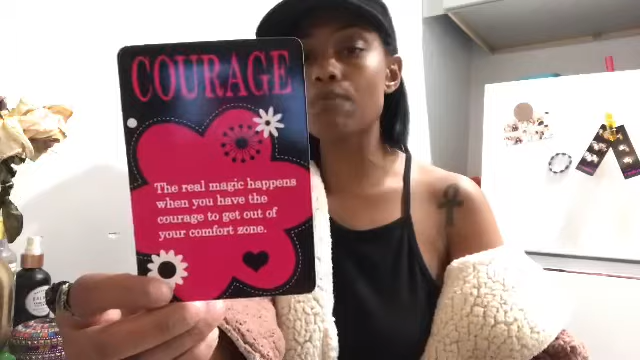 COURAGE
The real magic happens
when you have the
courage to get out of
your comfort zone.